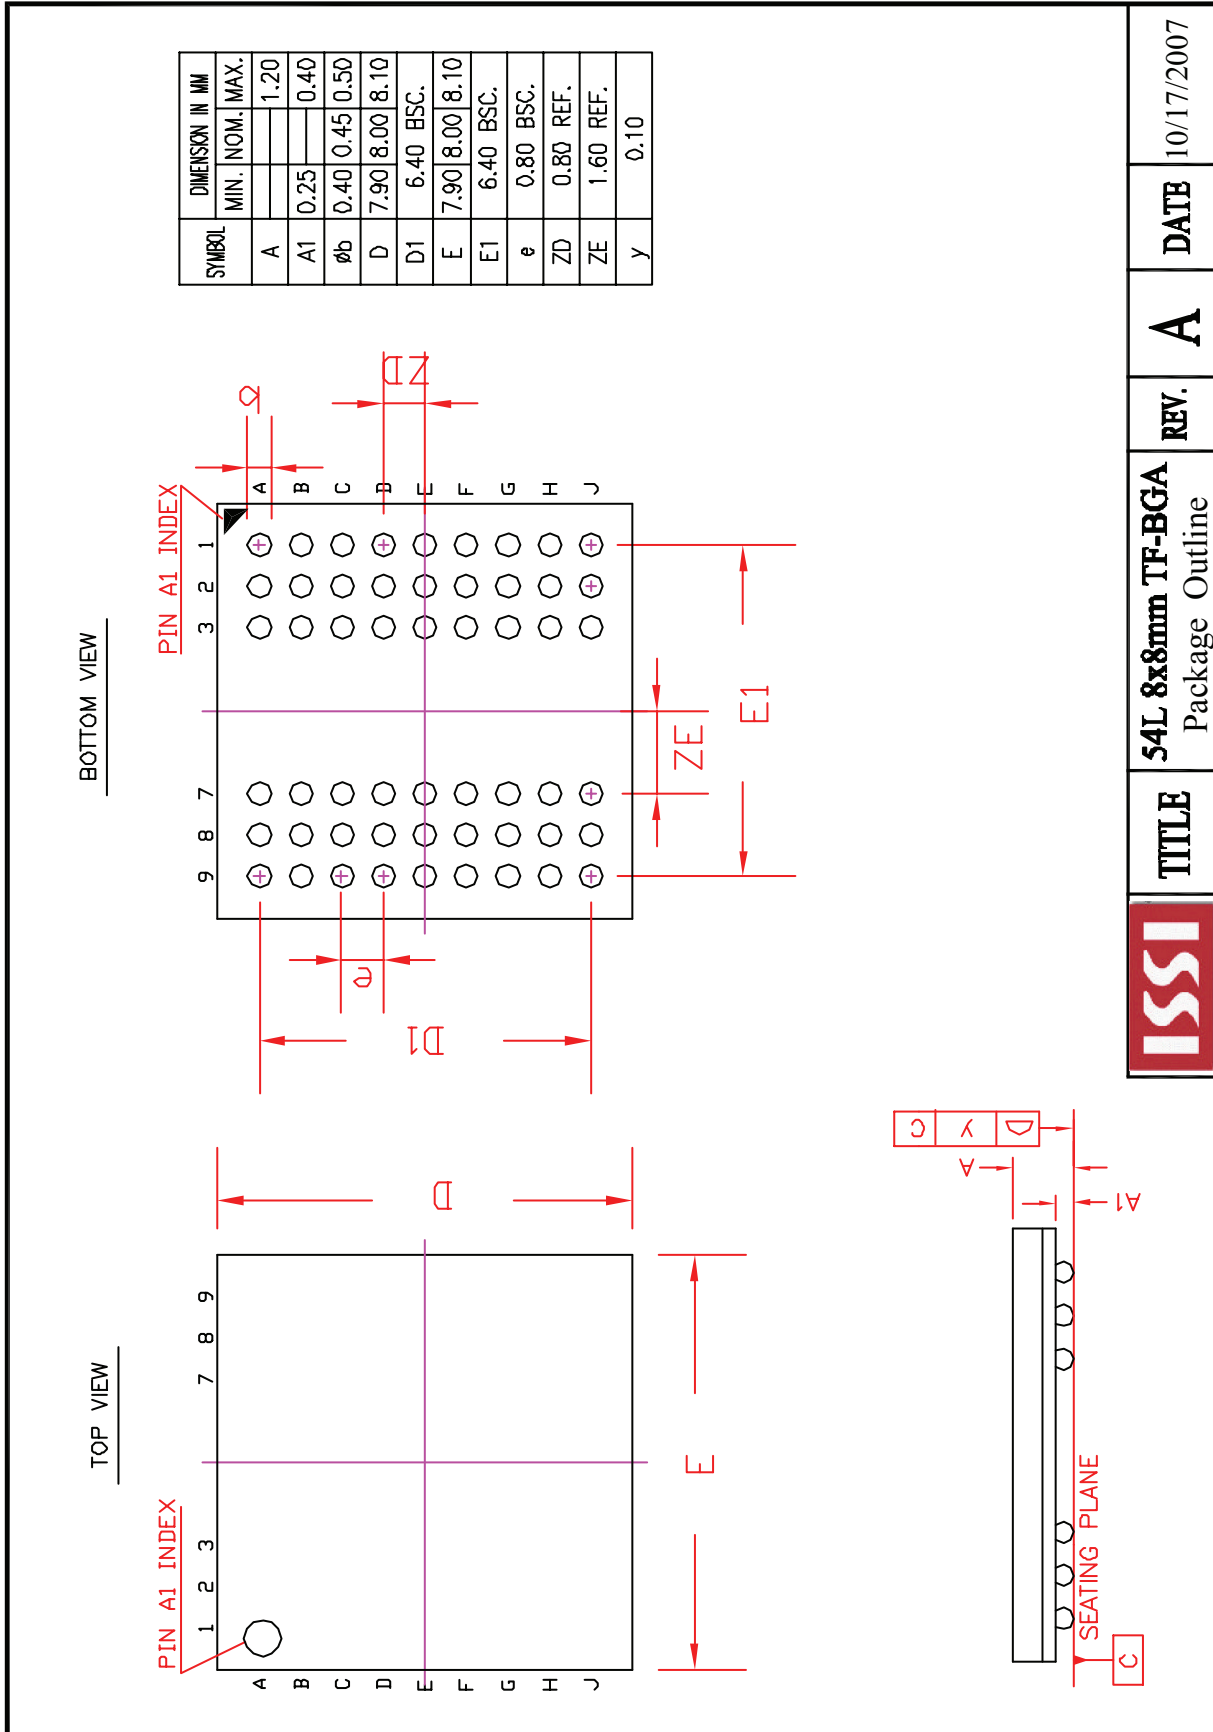 TOP VIEW
PIN A1 INDEX
1 2 3 7 8 9
A
B
C
D
E
F
G
H
J
D
E
BOTTOM VIEW
PIN A1 INDEX
9 8 7 3 2 1
A
B
C
D
E
F
G
H
J
b
ZD
e
D1
ZE
E1
SYMBOL DIMENSION IN MM
MIN. NOM. MAX.
A 1.20
A1 0.25 0.40
øb 0.40 0.45 0.50
D 7.90 8.00 8.10
D1 6.40 BSC.
E 7.90 8.00 8.10
E1 6.40 BSC.
e 0.80 BSC.
ZD 0.80 REF.
ZE 1.60 REF.
y 0.10
C y
A
A1
SEATING PLANE
C
ISSI
TITLE
54L 8x8mm TF-BGA
Package Outline
REV.
A
DATE
10/17/2007